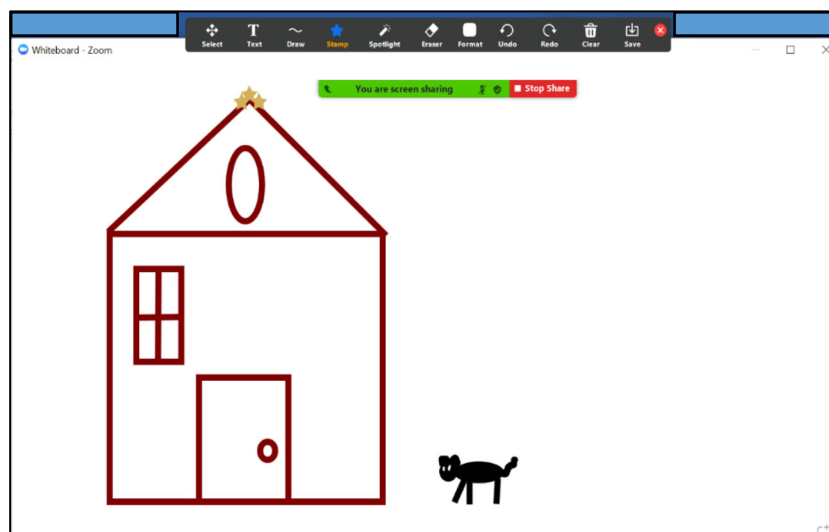 Select Text Draw Stamp Spotlight Eraser Format Undo Redo Clear Save
Whiteboard - Zoom
You are screen sharing Stop Share